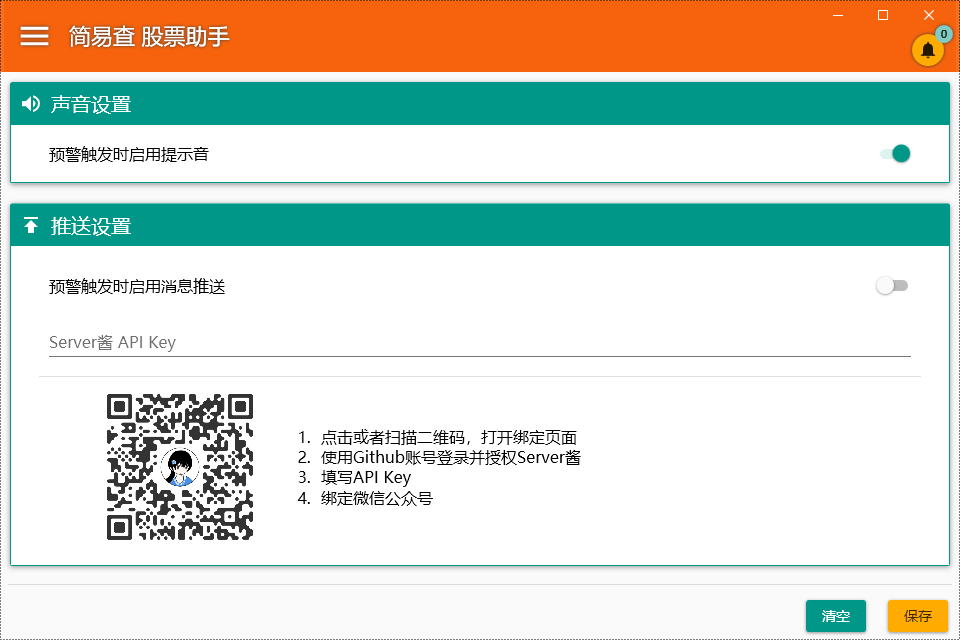 简易查 股票助手
0
声音设置
预警触发时启用提示音
推送设置
预警触发时启用消息推送
Server酱 API Key
1. 点击或者扫描二维码，打开绑定页面
2. 使用Github账号登录并授权Server酱
3. 填写API Key
4. 绑定微信公众号
清空
保存